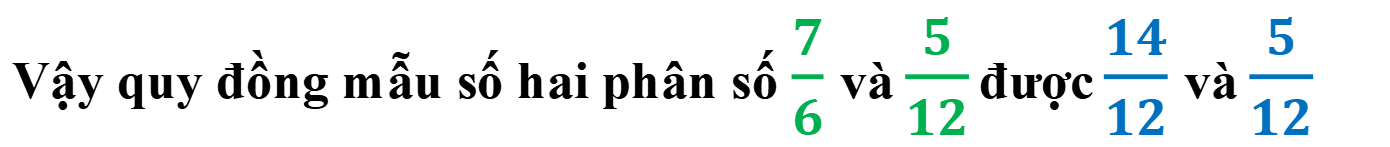 Vậy quy đồng mẫu số hai phân số 7/6 và 5/12 được 14/12 và 5/12